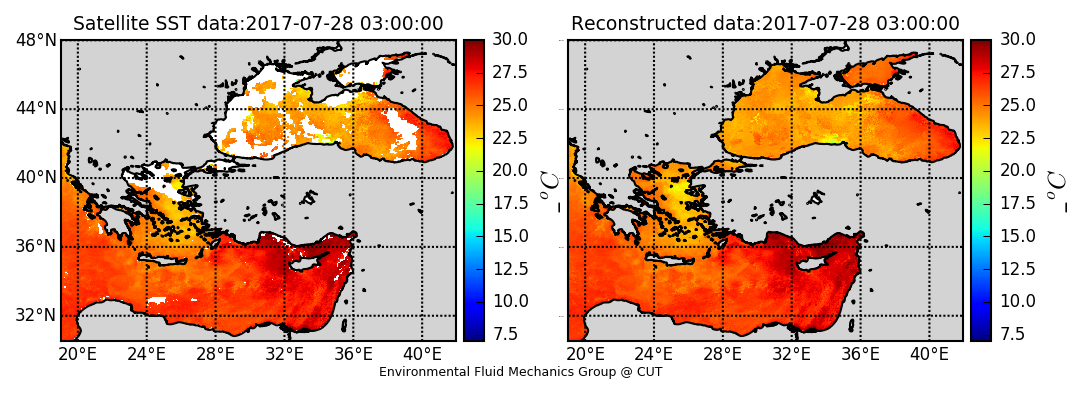 Satellite SST data:2017-07-28 03:00:00
Reconstructed data:2017-07-28 03:00:00
48°N
44°N
40°N
36°N
32°N
20°E 24°E 28°E 32°E 36°E 40°E
30.0
27.5
25.0
22.5
20.0
17.5
15.0
12.5
10.0
7.5
_ °C
20°E 24°E 28°E 32°E 36°E 40°E
30.0
27.5
25.0
22.5
20.0
17.5
15.0
12.5
10.0
7.5
_ °C
Environmental Fluid Mechanics Group @ CUT